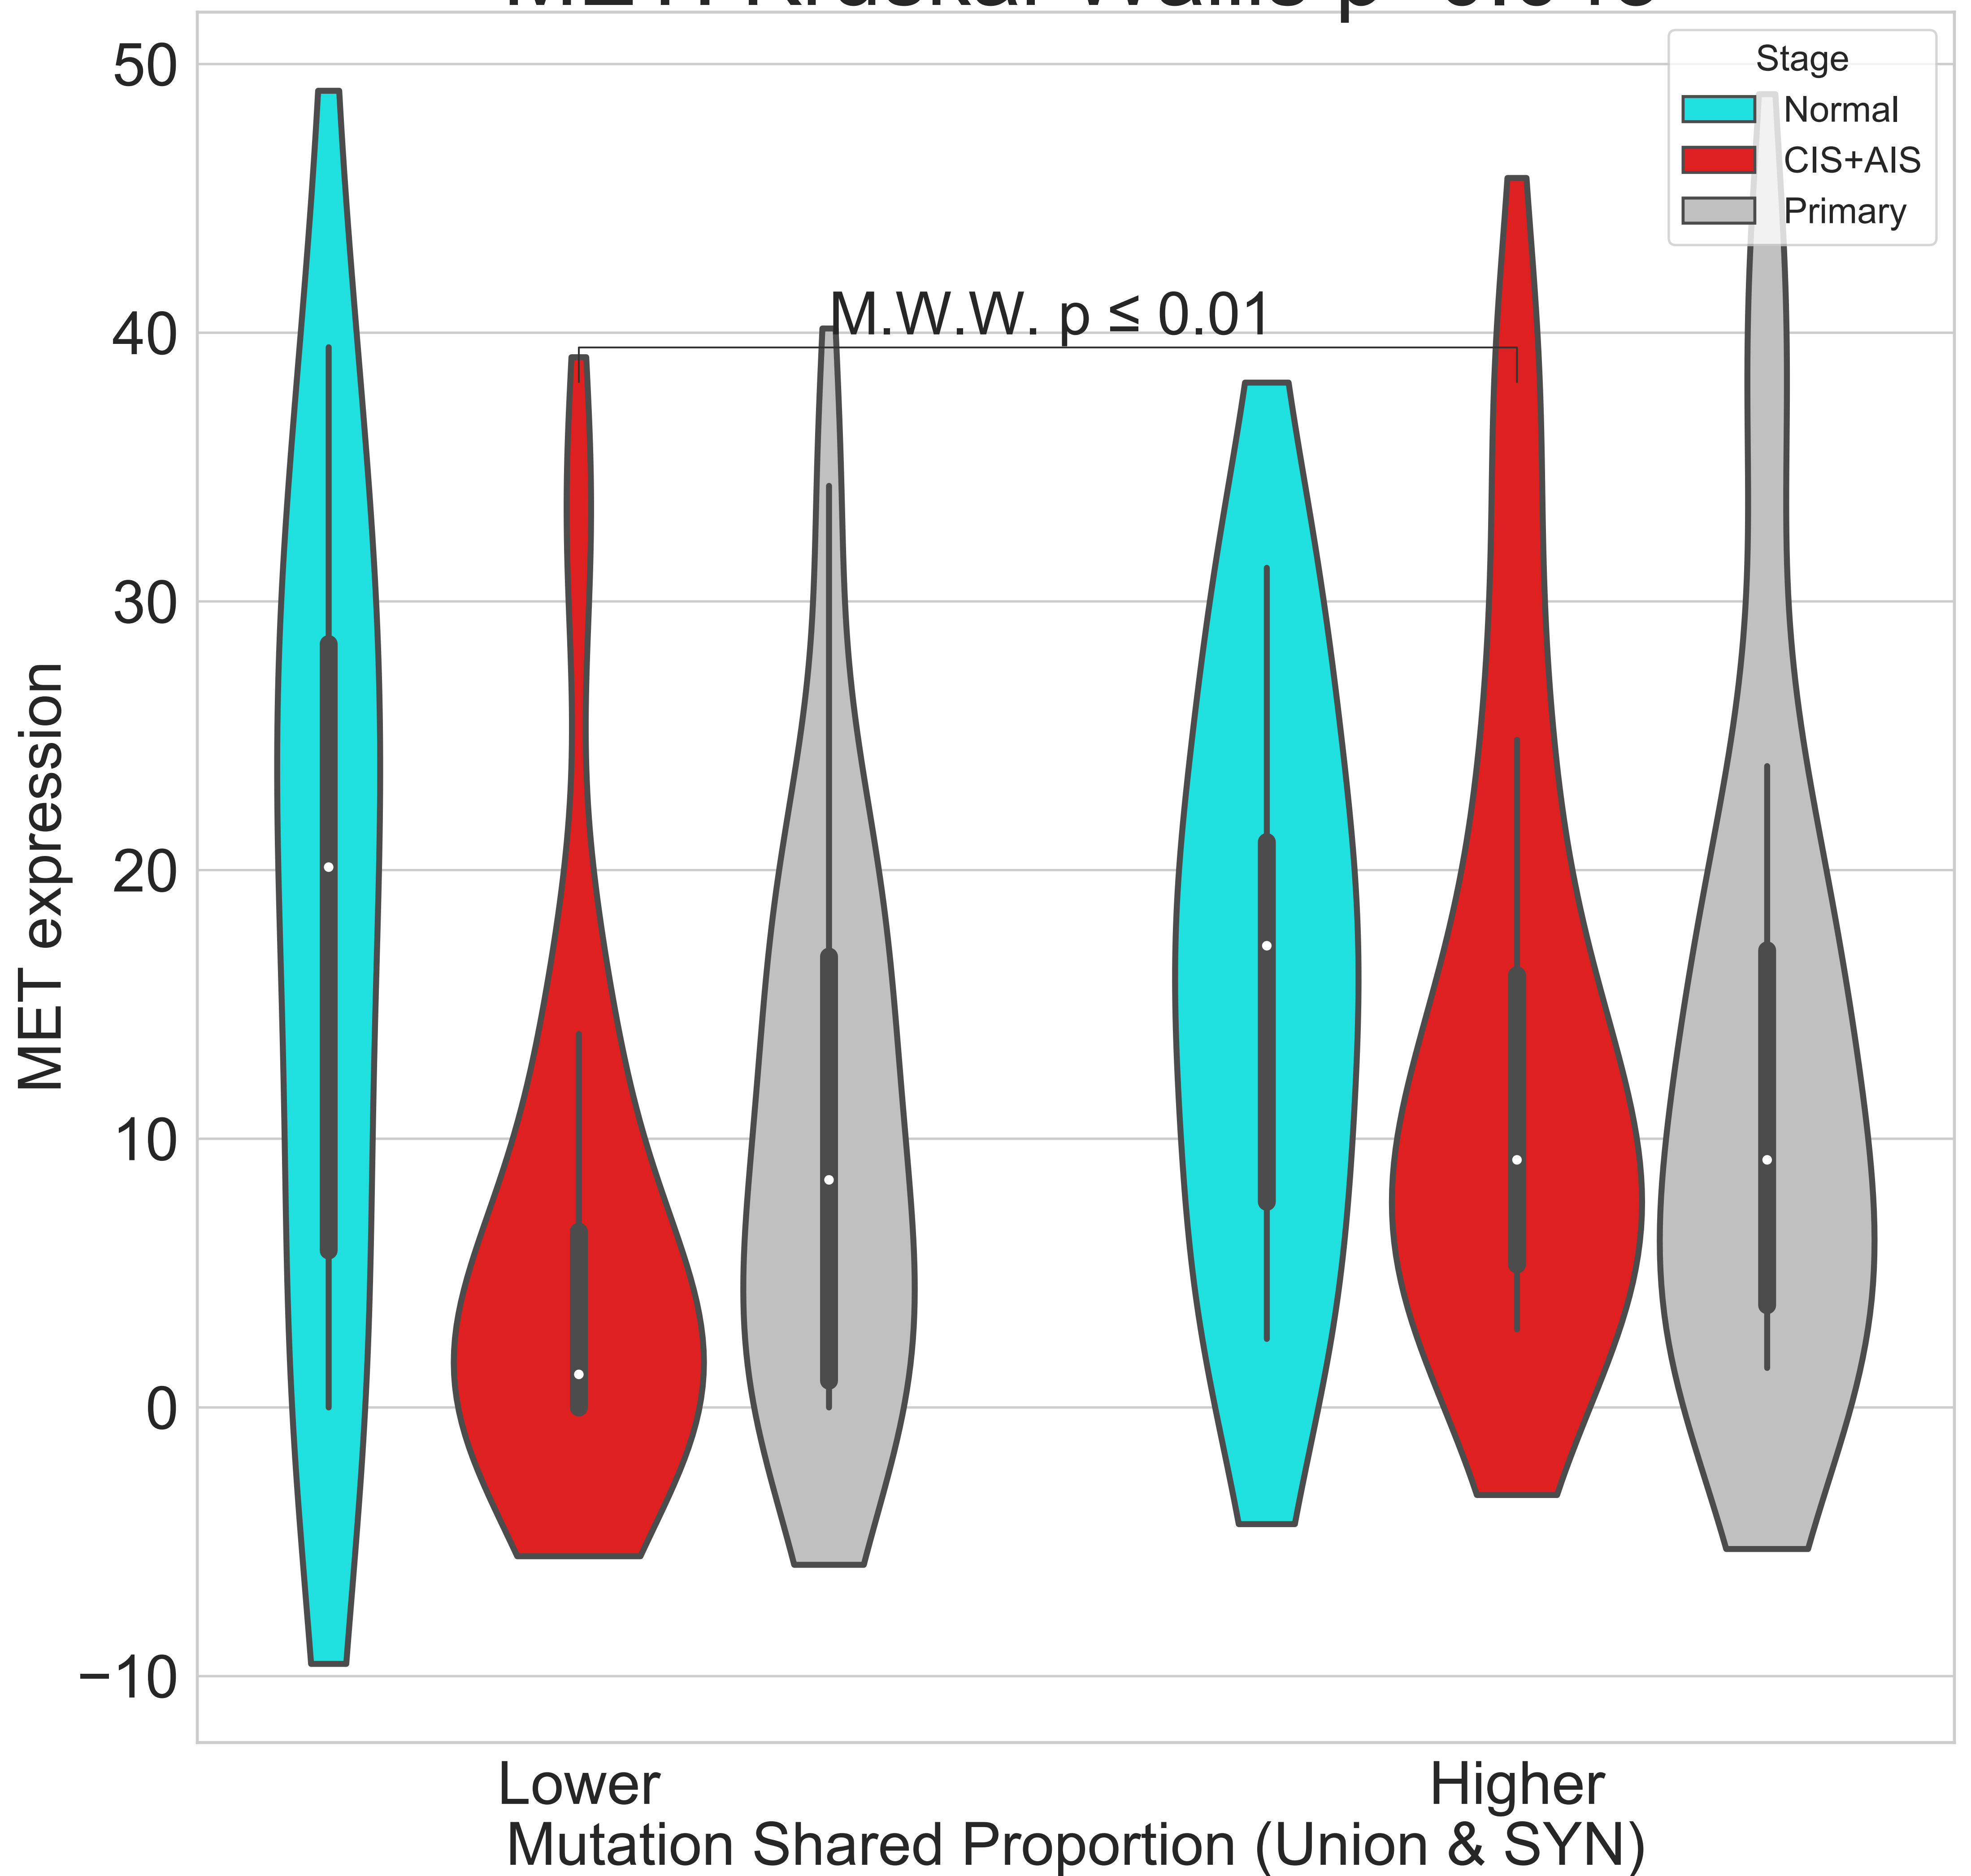 50
40
30
20
10
0
−10
MET expression
Stage
Normal
CIS+AIS
Primary
M.W.W. p ≤ 0.01
Lower
Higher
Mutation Shared Proportion (Union & SYN)